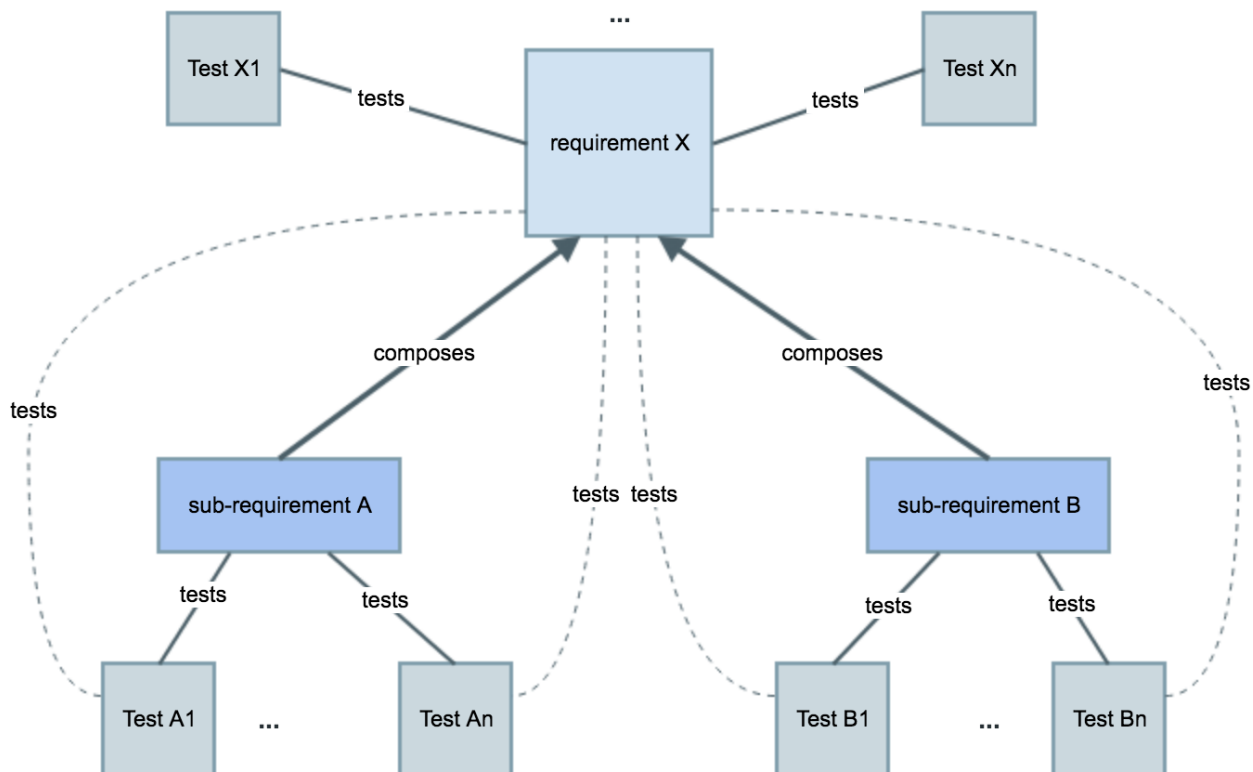 ...
Test X1
Test Xn
tests
tests
requirement X
composes
composes
tests
tests
sub-requirement A
tests
tests
sub-requirement B
tests
tests
tests
tests
Test A1
...
Test An
Test B1
...
Test Bn